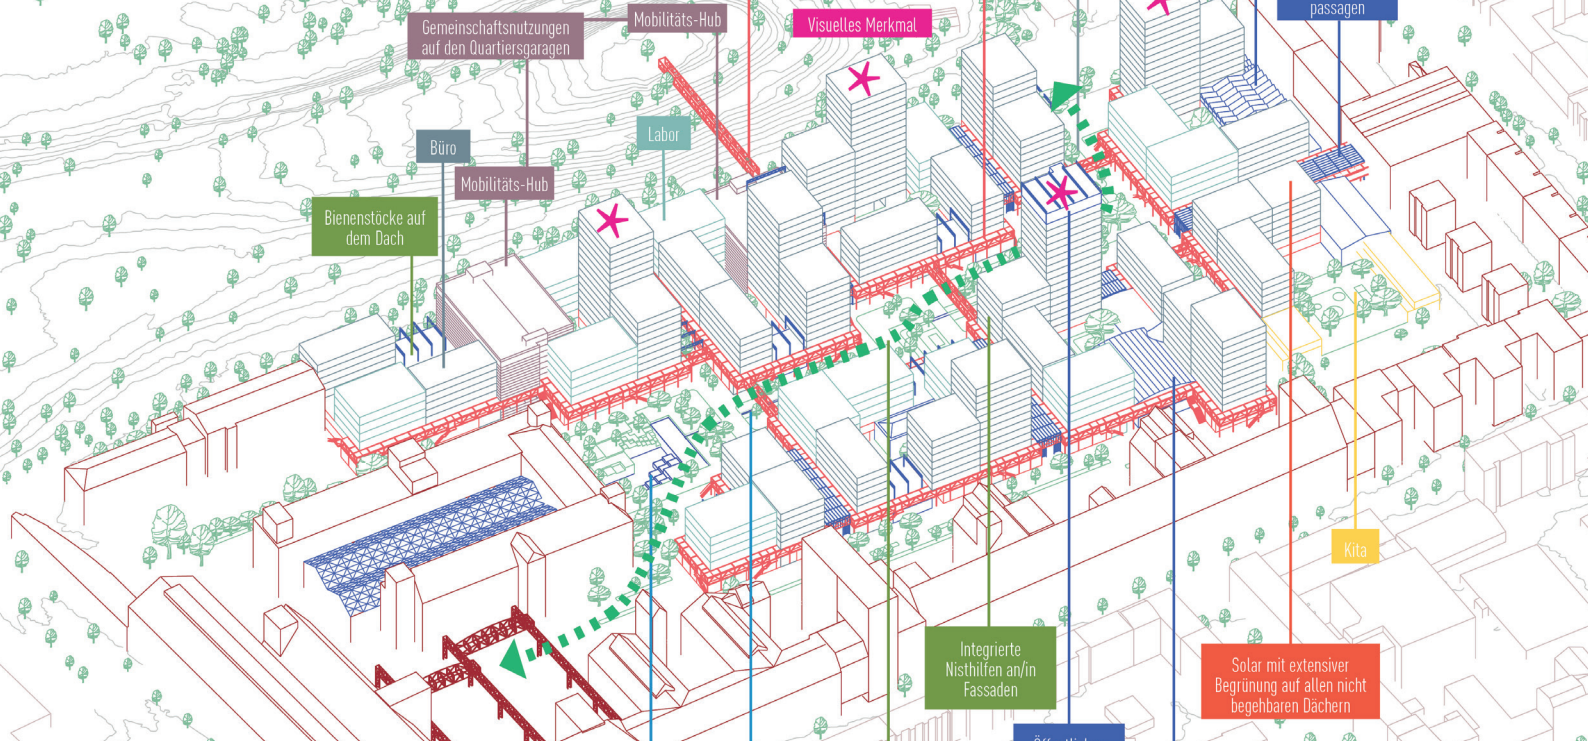 passagen
Gemeinschaftsnutzungen
auf den Quartiersgaragen
Mobilitäts-Hub
Visuelles Merkmal
Labor
Büro
Mobilitäts-Hub
Bienenstöcke auf
dem Dach
Kita
Integrierte
Nisthilfen an/in
Fassaden
Solar mit extensiver
Begrünung auf allen nicht
begehbaren Dächern